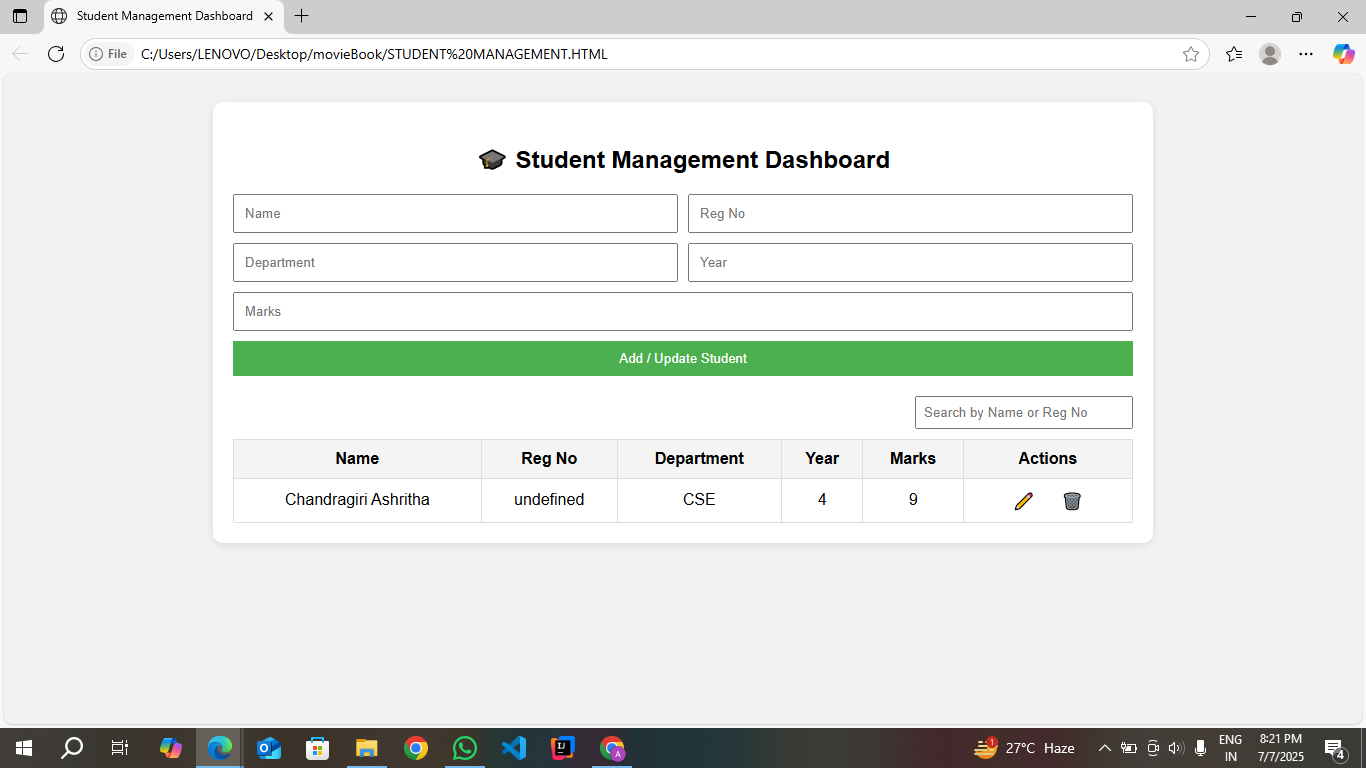 Student Management Dashboard
File C:/Users/LENOVO/Desktop/movieBook/STUDENT%20MANAGEMENT.HTML
🎓 Student Management Dashboard
Name Reg No
Department Year
Marks
Add / Update Student
Search by Name or Reg No
Name Reg No Department Year Marks Actions
Chandragiri Ashritha undefined CSE 4 9
1 27°C Haze ENG IN 8:21 PM 7/7/2025 4
IJ
A